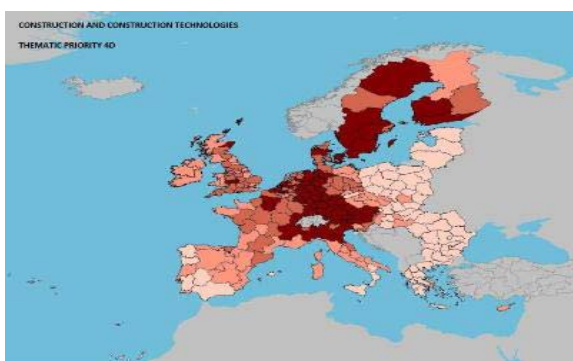 CONSTRUCTION AND CONSTRUCTION TECHNOLOGIES
THEMATIC PRIORITY 4D